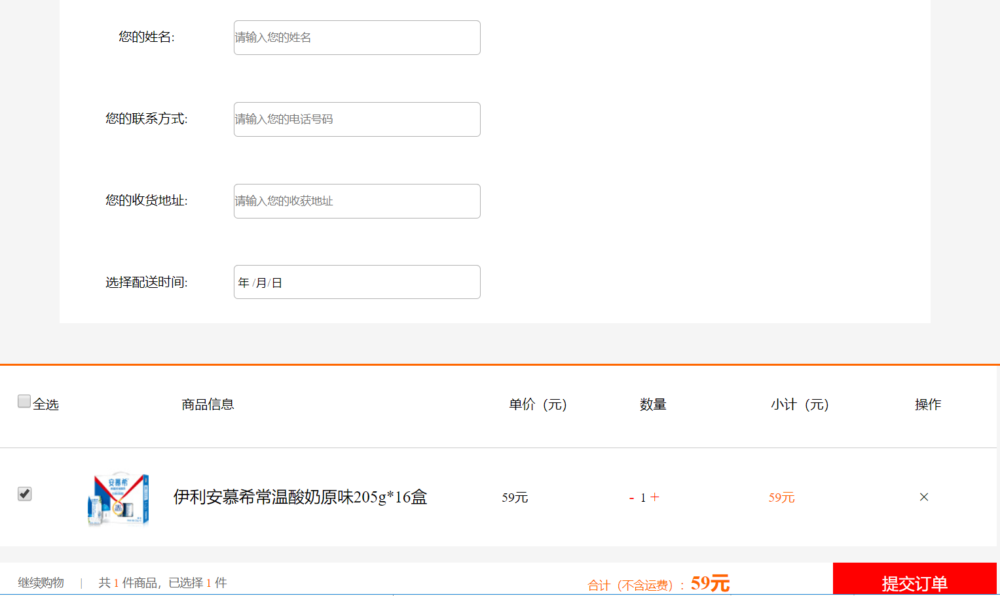 您的姓名:
请输入您的姓名
您的联系方式:
请输入您的电话号码
您的收货地址:
请输入您的收获地址
选择配送时间:
年 /月/日
全选 商品信息 单价（元） 数量 小计（元） 操作
安慕希
伊利安慕希常温酸奶原味205g*16盒 59元 - 1 + 59元 ×
继续购物 | 共 1 件商品，已选择 1 件 合计（不含运费）: 59元 提交订单